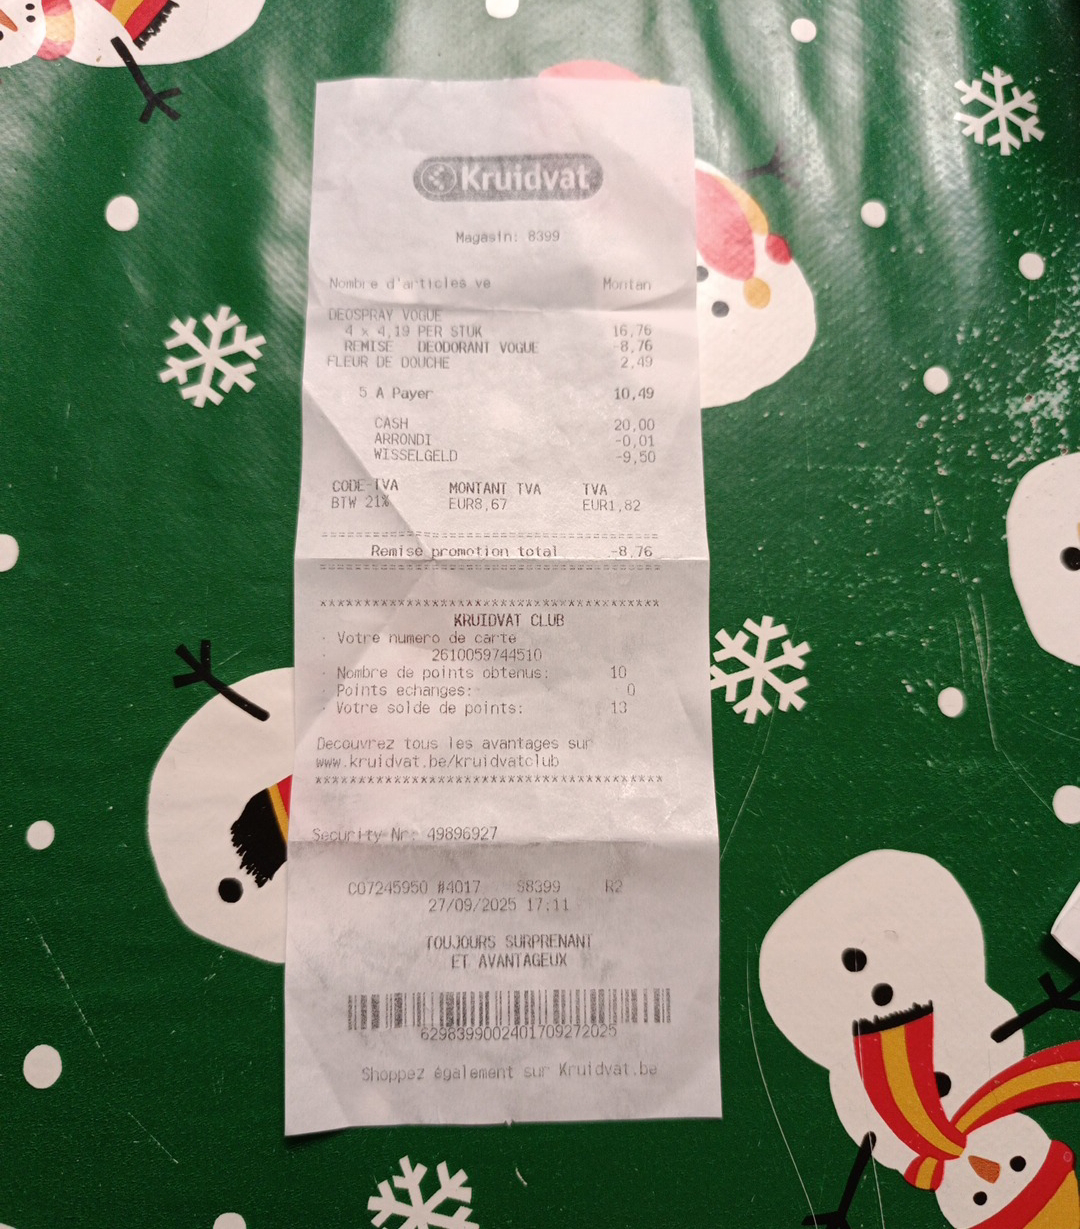 Kruidvat
Magasin: 8399
Nombre d'articles ve Montan
DEOSPRAY VOGUE
4 x 4,19 PER STUK 16,76
REMISE DEODORANT VOGUE -8,76
FLEUR DE DOUCHE 2,49
5 A Payer 10,49
CASH 20,00
ARRONDI -0,01
WISSELGELD -9,50
CODE TVA MONTANT TVA TVA
BTW 21% EUR8,67 EUR1,82
Remise promotion total -8,76
KRUIDVAT CLUB
· Votre numero de carte
· 2610059744510
· Nombre de points obtenus: 10
· Points echanges: 0
· Votre solde de points: 13
Decouvrez tous les avantages sur
www.kruidvat.be/kruidvatclub
Security Nr: 49896927
C07245950 #4017 S8399 R2
27/09/2025 17:11
TOUJOURS SURPRENANT
ET AVANTAGEUX
6298399002401709272025
Shoppez également sur Kruidvat.be